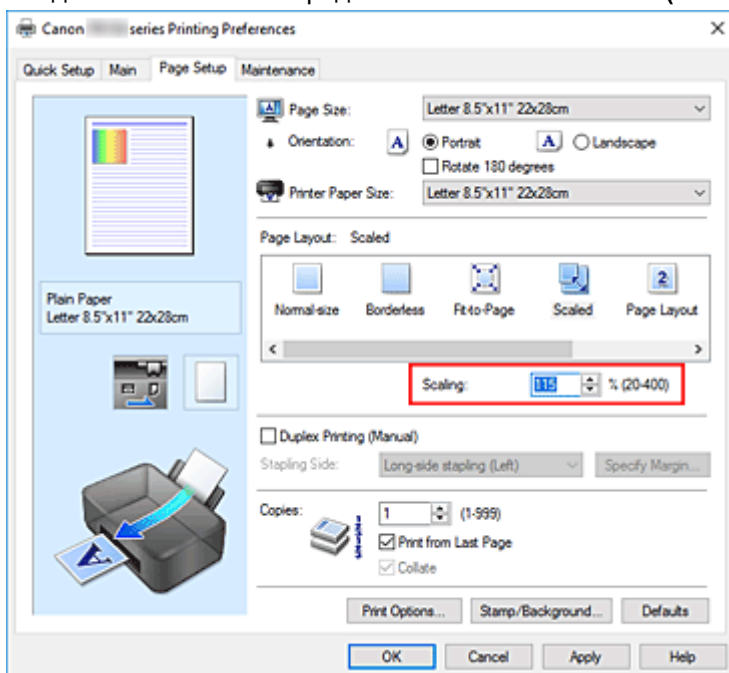 Canon series Printing Preferences
Quick Setup Main Page Setup Maintenance
Page Size: Letter 8.5"x11" 22x28cm
Orientation: A Portrait A Landscape
Rotate 180 degrees
Printer Paper Size: Letter 8.5"x11" 22x28cm
Page Layout: Scaled
Plain Paper
Letter 8.5"x11" 22x28cm
Normal-size Borderless Fit-to-Page Scaled Page Layout
Scaling: 115 % (20-400)
Duplex Printing (Manual)
Stapling Side: Long-side stapling (Left) Specify Margin...
Copies: 1 (1-999)
Print from Last Page
Collate
Print Options... Stamp/Background... Defaults
OK Cancel Apply Help